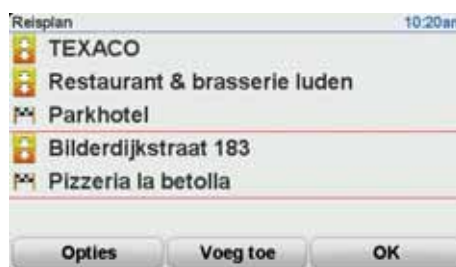 Reisplan 10:20am
TEXACO
Restaurant & brasserie luden
Parkhotel
Bilderdijkstraat 183
Pizzeria la betolla
Opties Voeg toe OK